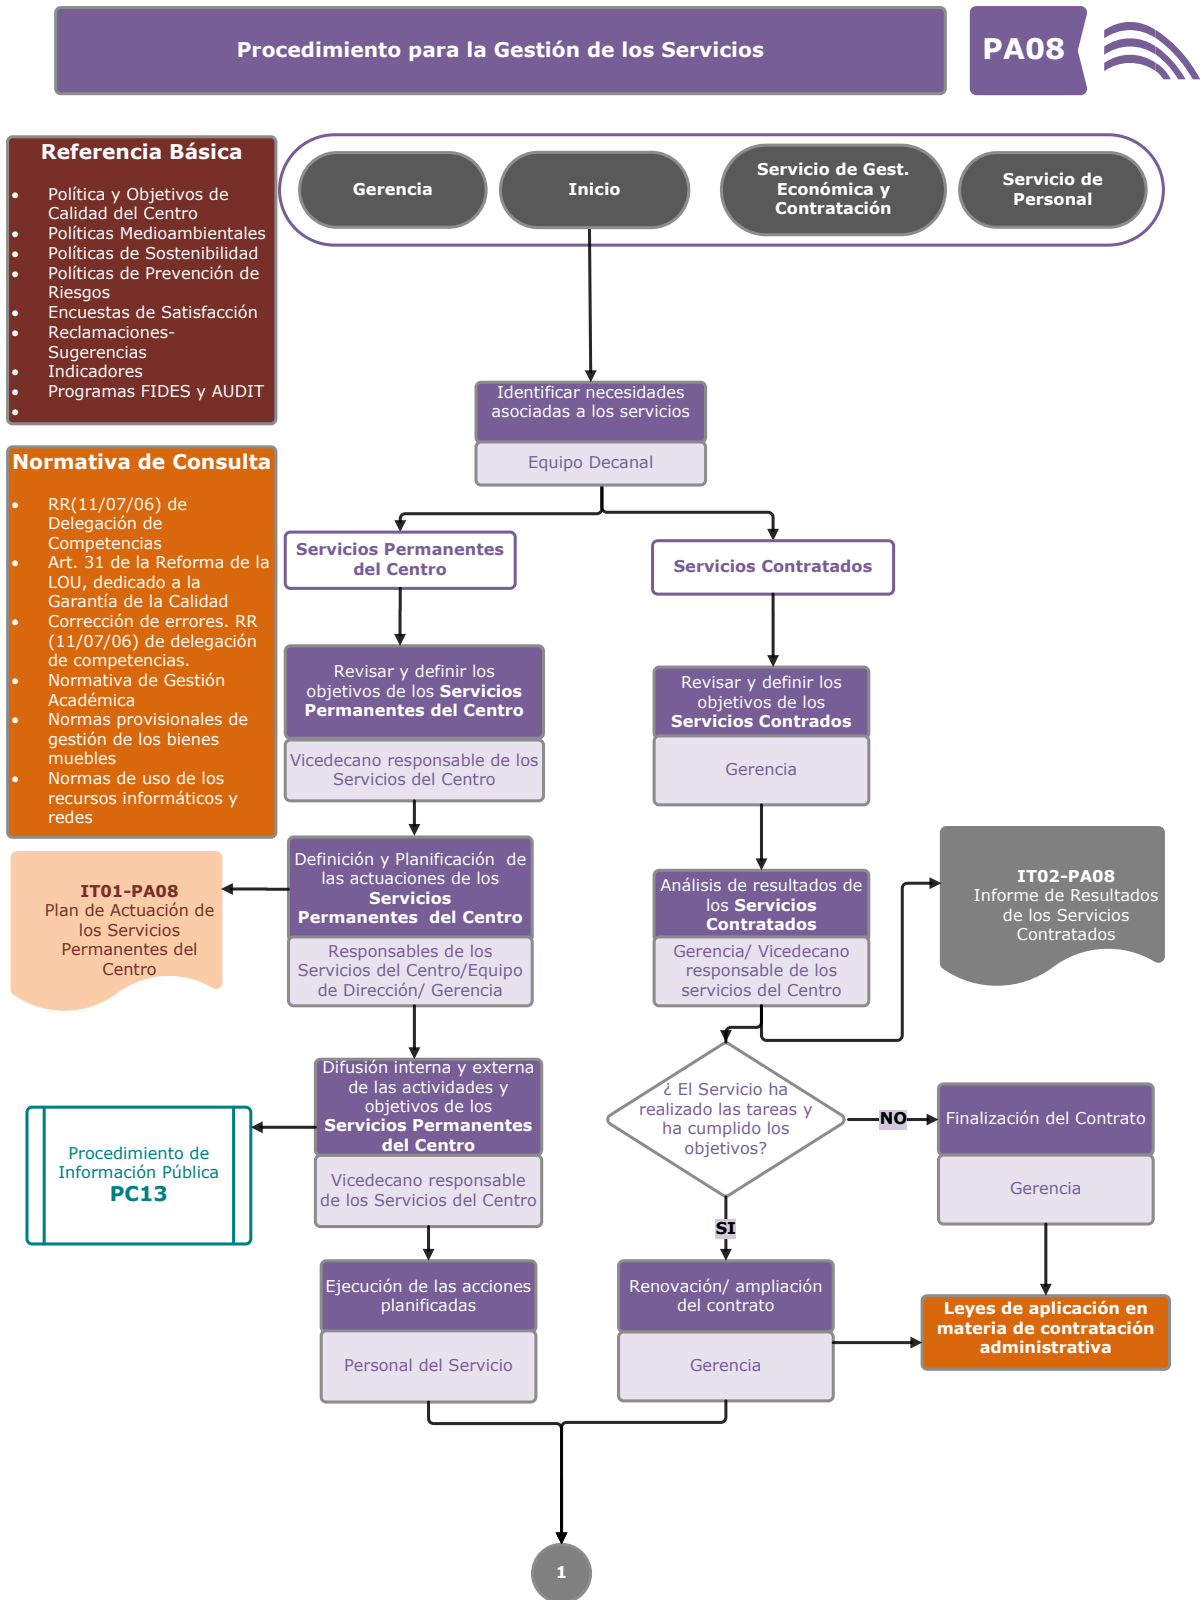 Procedimiento para la Gestión de los Servicios
PA08
Referencia Básica
• Política y Objetivos de
Calidad del Centro
• Políticas Medioambientales
• Políticas de Sostenibilidad
• Políticas de Prevención de
Riesgos
• Encuestas de Satisfacción
• Reclamaciones-
Sugerencias
• Indicadores
• Programas FIDES y AUDIT
•
Gerencia
Inicio
Servicio de Gest.
Económica y
Contratación
Servicio de
Personal
Identificar necesidades
asociadas a los servicios
Equipo Decanal
Normativa de Consulta
• RR(11/07/06) de
Delegación de
Competencias
• Art. 31 de la Reforma de la
LOU, dedicado a la
Garantía de la Calidad
• Corrección de errores. RR
(11/07/06) de delegación
de competencias.
• Normativa de Gestión
Académica
• Normas provisionales de
gestión de los bienes
muebles
• Normas de uso de los
recursos informáticos y
redes
Servicios Permanentes
del Centro
Servicios Contratados
Revisar y definir los
objetivos de los Servicios
Permanentes del Centro
Vicedecano responsable de los
Servicios del Centro
Revisar y definir los
objetivos de los
Servicios Contrados
Gerencia
IT01-PA08
Plan de Actuación de
los Servicios
Permanentes del
Centro
Definición y Planificación de
las actuaciones de los
Servicios
Permanentes del Centro
Responsables de los
Servicios del Centro/Equipo
de Dirección/ Gerencia
Análisis de resultados de
los Servicios
Contratados
Gerencia/ Vicedecano
responsable de los
servicios del Centro
IT02-PA08
Informe de Resultados
de los Servicios
Contratados
Procedimiento de
Información Pública
PC13
Difusión interna y externa
de las actividades y
objetivos de los
Servicios Permanentes
del Centro
Vicedecano responsable
de los Servicios del Centro
¿ El Servicio ha
realizado las tareas y
ha cumplido los
objetivos?
NO
Finalización del Contrato
Gerencia
SI
Ejecución de las acciones
planificadas
Personal del Servicio
Renovación/ ampliación
del contrato
Gerencia
Leyes de aplicación en
materia de contratación
administrativa
1